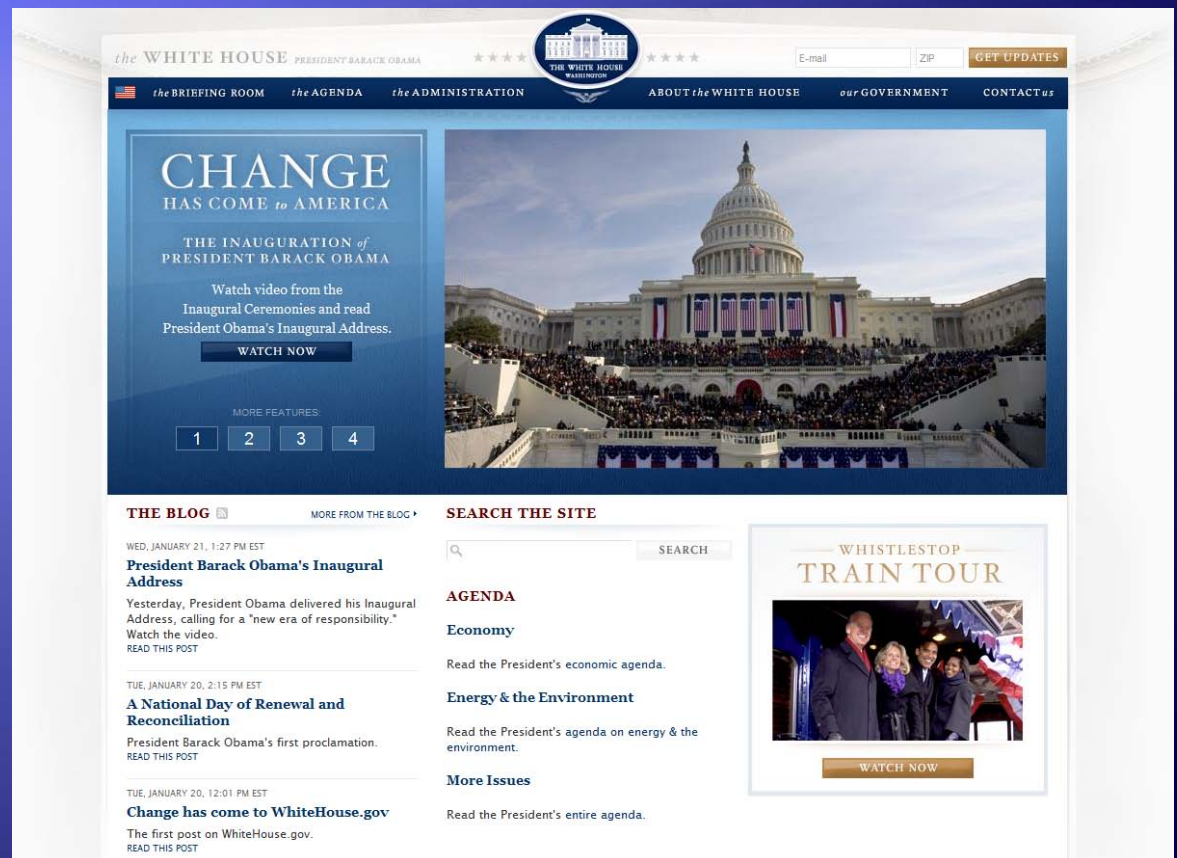 the WHITE HOUSE PRESIDENT BARACK OBAMA
THE WHITE HOUSE
WASHINGTON
E-mail
ZIP
GET UPDATES
the BRIEFING ROOM
the AGENDA
the ADMINISTRATION
ABOUT the WHITE HOUSE
our GOVERNMENT
CONTACT us
CHANGE
HAS COME to AMERICA
THE INAUGURATION of
PRESIDENT BARACK OBAMA
Watch video from the
Inaugural Ceremonies and read
President Obama's Inaugural Address.
WATCH NOW
MORE FEATURES:
1 2 3 4
THE BLOG
MORE FROM THE BLOG
WED, JANUARY 21, 1:27 PM EST
President Barack Obama's Inaugural
Address
Yesterday, President Obama delivered his Inaugural
Address, calling for a "new era of responsibility."
Watch the video.
READ THIS POST
TUE, JANUARY 20, 2:15 PM EST
A National Day of Renewal and
Reconciliation
President Barack Obama's first proclamation.
READ THIS POST
TUE, JANUARY 20, 12:01 PM EST
Change has come to WhiteHouse.gov
The first post on WhiteHouse.gov.
READ THIS POST
SEARCH THE SITE
SEARCH
AGENDA
Economy
Read the President's economic agenda.
Energy & the Environment
Read the President's agenda on energy & the
environment.
More Issues
Read the President's entire agenda.
WHISTLESTOP
TRAIN TOUR
WATCH NOW